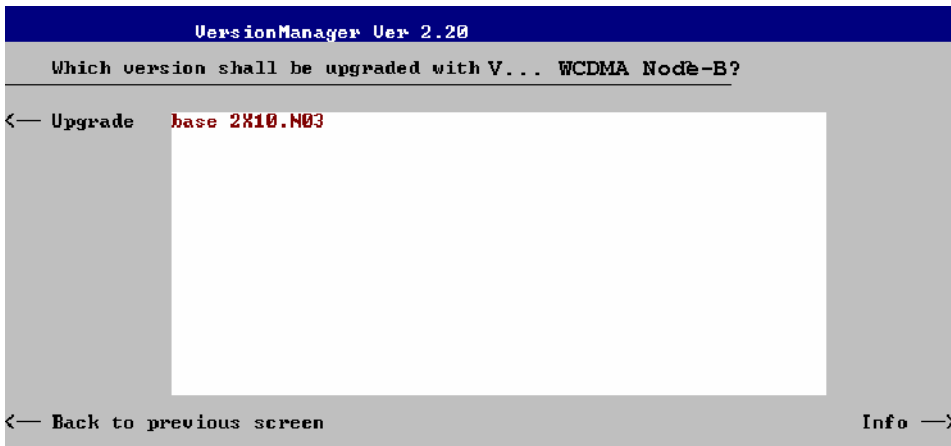 VersionManager Ver 2.20
Which version shall be upgraded with V... WCDMA Node-B?
<— Upgrade base 2X10.N03
<— Back to previous screen Info —>